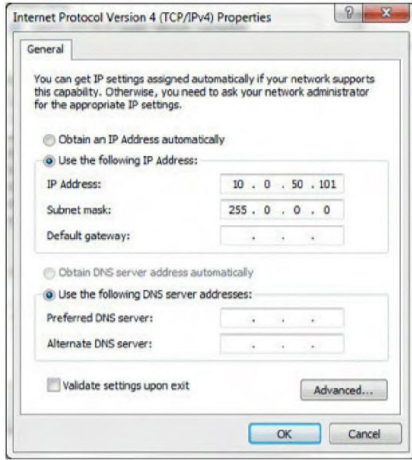 Internet Protocol Version 4 (TCP/IPv4) Properties
General
You can get IP settings assigned automatically if your network supports
this capability. Otherwise, you need to ask your network administrator
for the appropriate IP settings.
Obtain an IP Address automatically
Use the following IP Address:
IP Address: 10 . 0 . 50 . 101
Subnet mask: 255 . 0 . 0 . 0
Default gateway: . . .
Obtain DNS server address automatically
Use the following DNS server addresses:
Preferred DNS server: . . .
Alternate DNS server: . . .
Validate settings upon exit
Advanced...
OK Cancel